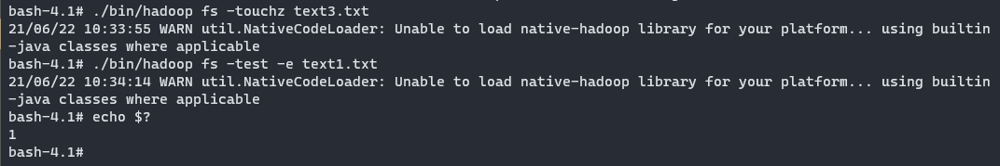 bash-4.1# ./bin/hadoop fs -touchz text3.txt
21/06/22 10:33:55 WARN util.NativeCodeLoader: Unable to load native-hadoop library for your platform... using builtin
-java classes where applicable
bash-4.1# ./bin/hadoop fs -test -e text1.txt
21/06/22 10:34:14 WARN util.NativeCodeLoader: Unable to load native-hadoop library for your platform... using builtin
-java classes where applicable
bash-4.1# echo $?
1
bash-4.1#